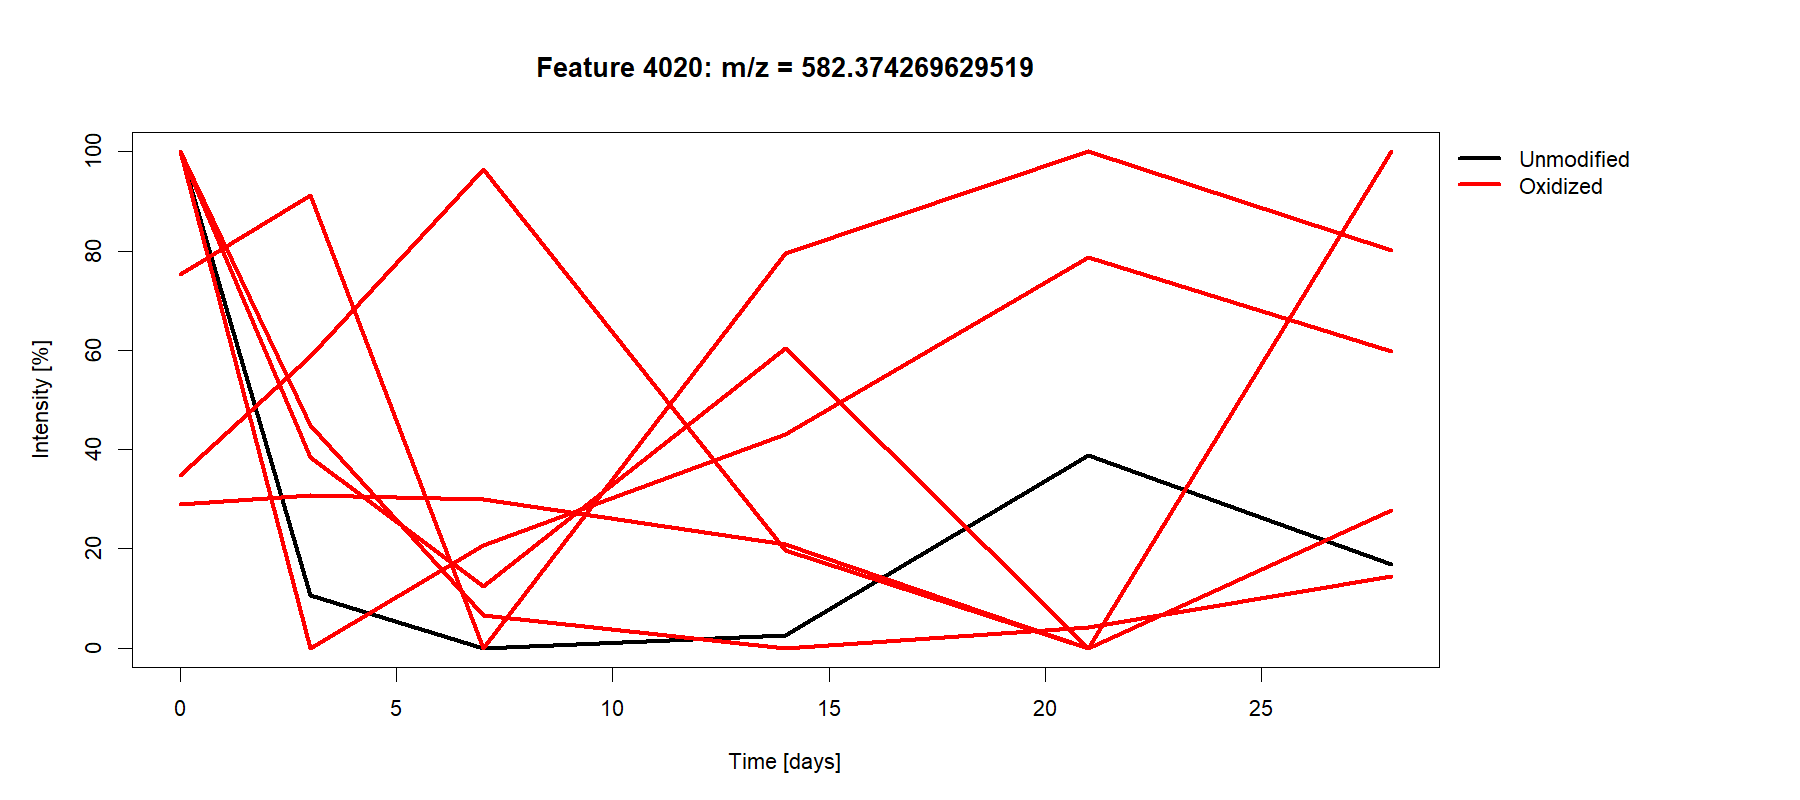 Feature 4020: m/z = 582.374269629519
100
80
60
40
20
0
Intensity [%]
0 5 10 15 20 25
Time [days]
Unmodified
Oxidized